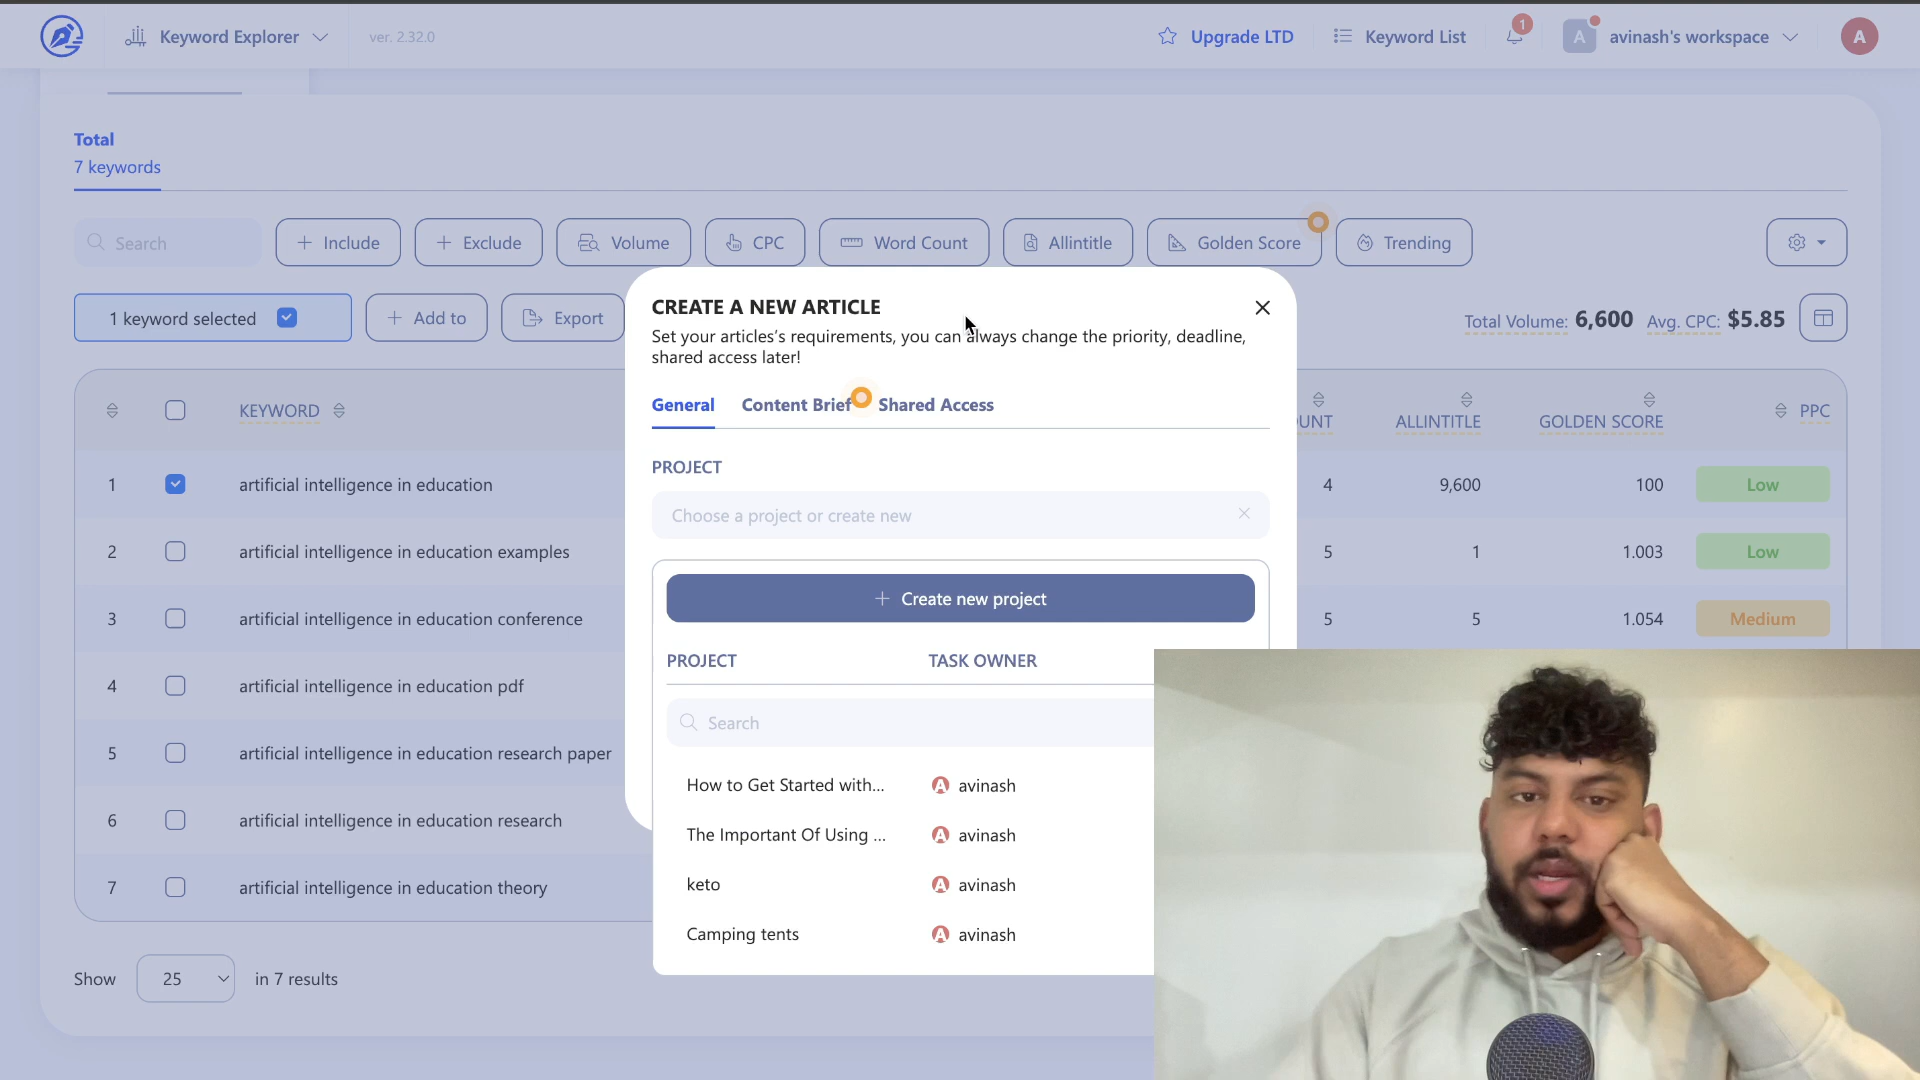 Keyword Explorer
ver. 2.32.0
Upgrade LTD
Keyword List
1
A
avinash's workspace
A
Total
7 keywords
Search
Include
Exclude
Volume
CPC
Word Count
Allintitle
Golden Score
Trending
1 keyword selected
Add to
Export
Total Volume: 6,600 Avg. CPC: $5.85
KEYWORD
UNT
ALLINTITLE
GOLDEN SCORE
PPC
1 artificial intelligence in education 4 9,600 100 Low
2 artificial intelligence in education examples 5 1 1.003 Low
3 artificial intelligence in education conference 5 5 1.054 Medium
4 artificial intelligence in education pdf
5 artificial intelligence in education research paper
6 artificial intelligence in education research
7 artificial intelligence in education theory
Show 25 in 7 results
CREATE A NEW ARTICLE
Set your articles's requirements, you can always change the priority, deadline,
shared access later!
General Content Brief Shared Access
PROJECT
Choose a project or create new
Create new project
PROJECT TASK OWNER
Search
How to Get Started with... A avinash
The Important Of Using ... A avinash
keto A avinash
Camping tents A avinash